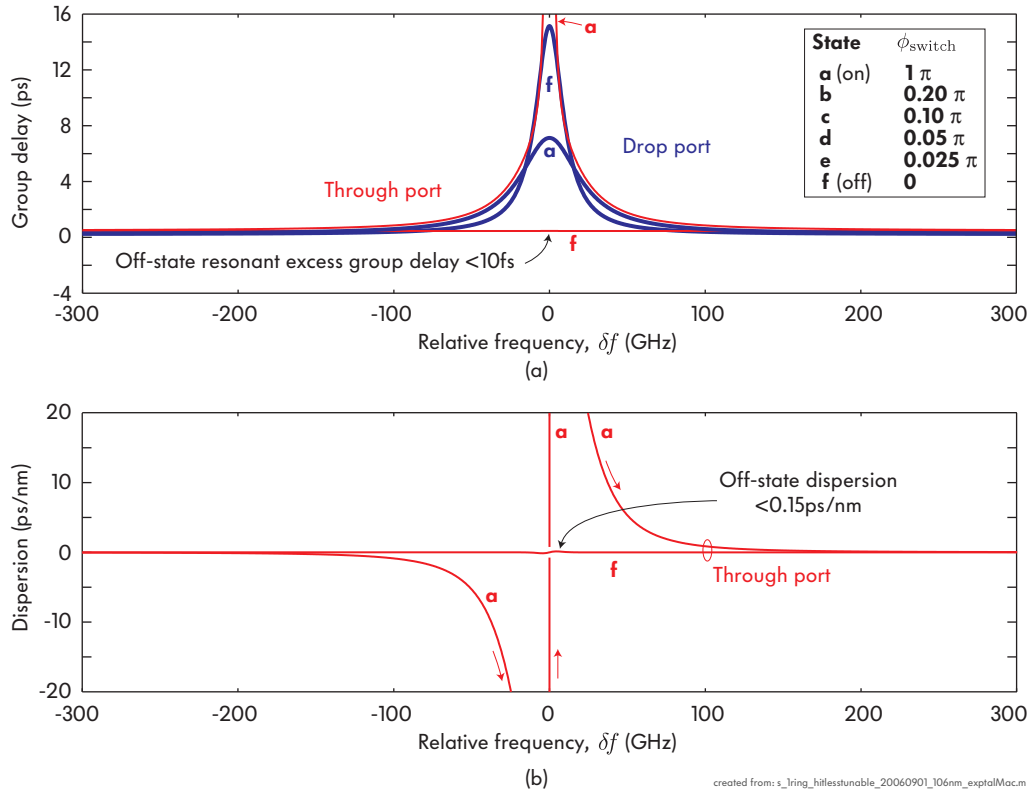 16
12
8
4
0
-4
Group delay (ps)
a
f
a
Drop port
Through port
f
Off-state resonant excess group delay <10fs
State ϕswitch
a (on) 1 π
b 0.20 π
c 0.10 π
d 0.05 π
e 0.025 π
f (off) 0
-300 -200 -100 0 100 200 300
Relative frequency, δf (GHz)
(a)
20
10
0
-10
-20
Dispersion (ps/nm)
a a
Off-state dispersion
<0.15ps/nm
f Through port
a
-300 -200 -100 0 100 200 300
Relative frequency, δf (GHz)
(b)
created from: s_1ring_hitlesstunable_20060901_106nm_exptalMac.m